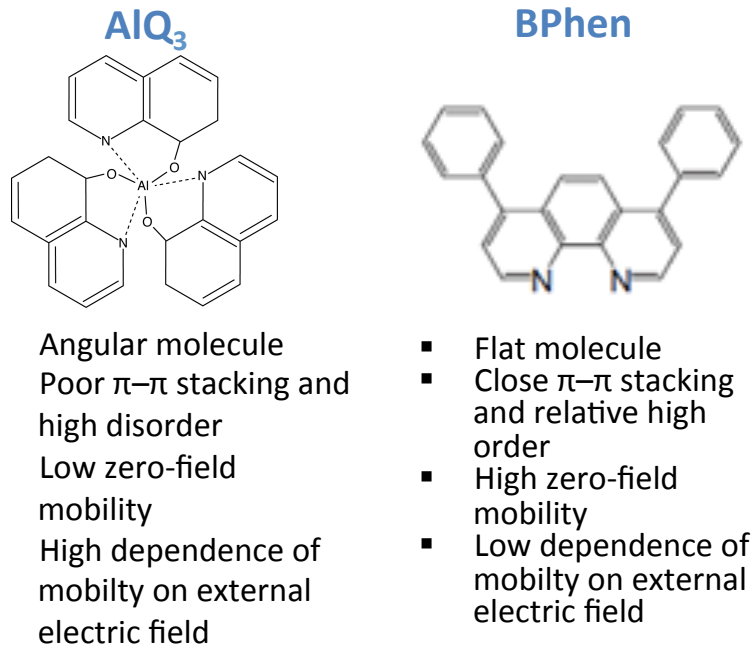 AlQ₃
N
O
O
Al
N
O
N
Angular molecule
Poor π–π stacking and
high disorder
Low zero-field
mobility
High dependence of
mobilty on external
electric field
BPhen
N N
▪ Flat molecule
▪ Close π–π stacking
and relative high
order
▪ High zero-field
mobility
▪ Low dependence of
mobilty on external
electric field